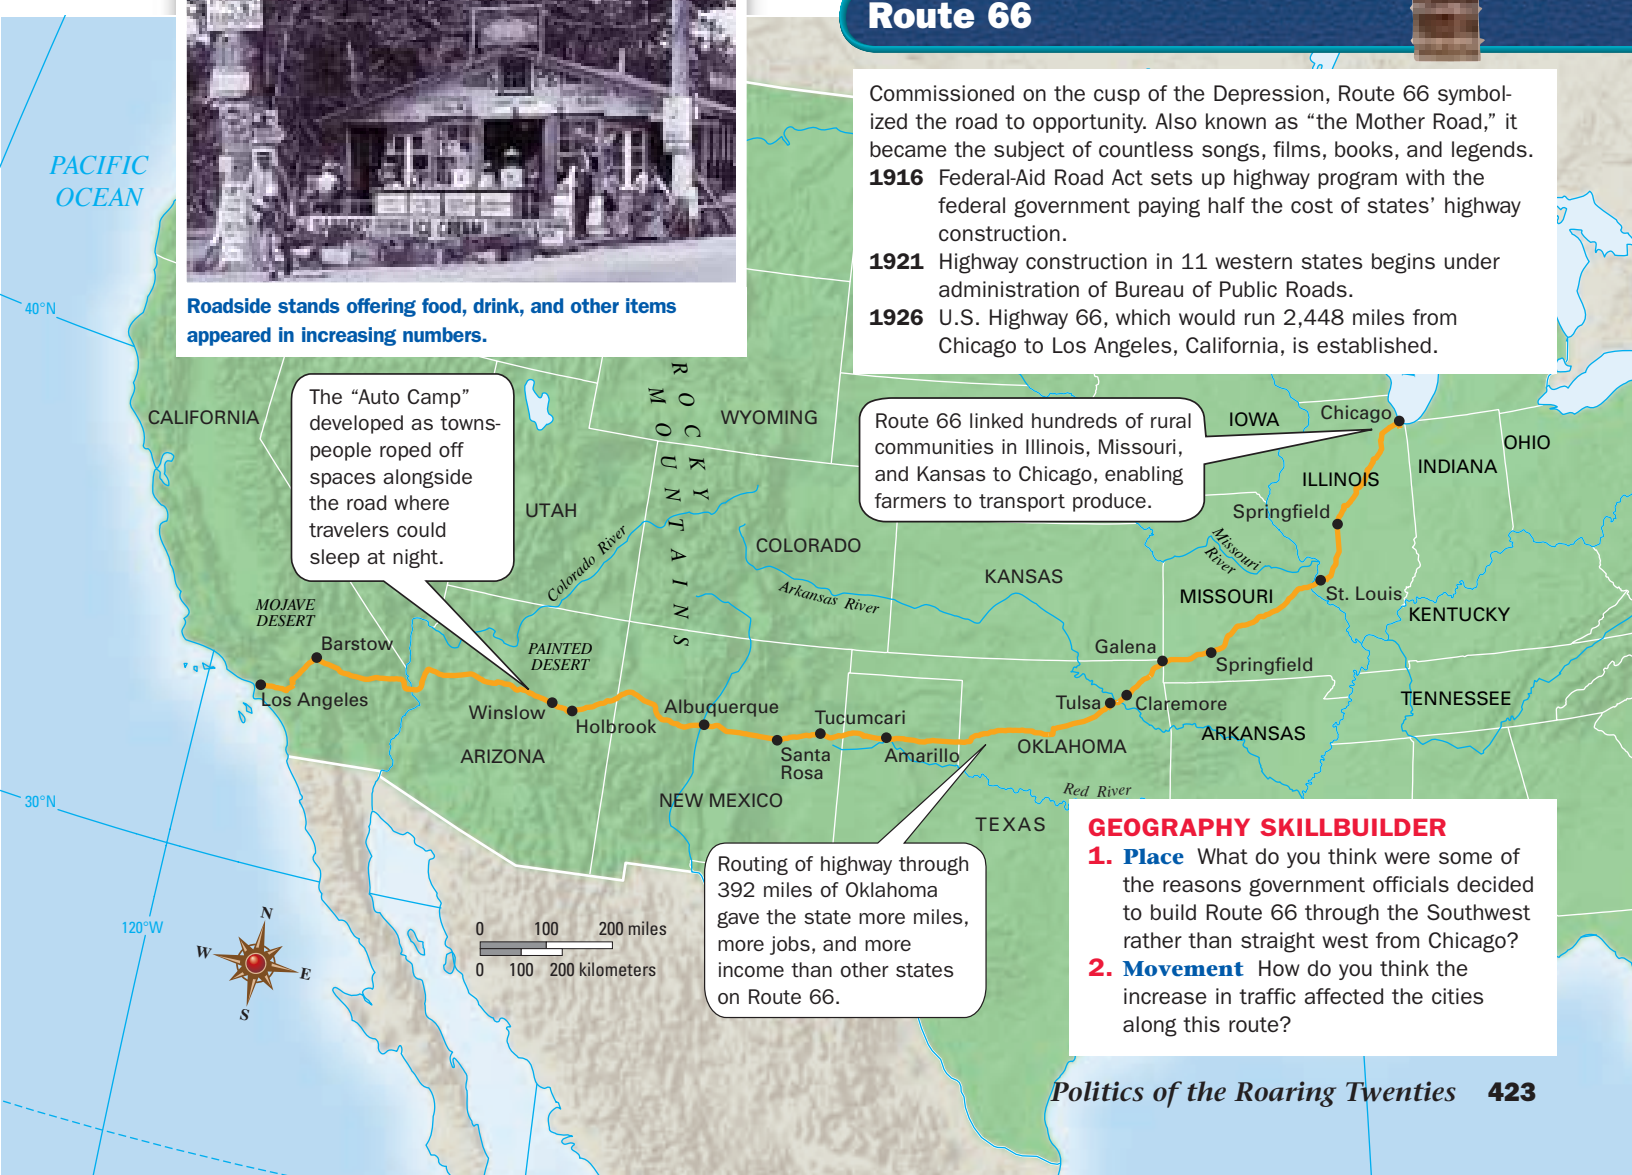 Route 66
Commissioned on the cusp of the Depression, Route 66 symbol-
ized the road to opportunity. Also known as “the Mother Road,” it
became the subject of countless songs, films, books, and legends.
1916 Federal-Aid Road Act sets up highway program with the
federal government paying half the cost of states’ highway
construction.
1921 Highway construction in 11 western states begins under
administration of Bureau of Public Roads.
1926 U.S. Highway 66, which would run 2,448 miles from
Chicago to Los Angeles, California, is established.
ICE CREAM
Roadside stands offering food, drink, and other items
appeared in increasing numbers.
PACIFIC
OCEAN
40°N
30°N
120°W
The “Auto Camp”
developed as towns-
people roped off
spaces alongside
the road where
travelers could
sleep at night.
Route 66 linked hundreds of rural
communities in Illinois, Missouri,
and Kansas to Chicago, enabling
farmers to transport produce.
CALIFORNIA
UTAH
WYOMING
ROCKY
MOUNTAINS
COLORADO
KANSAS
IOWA
Chicago
ILLINOIS
INDIANA
OHIO
Springfield
Missouri
River
MISSOURI
St. Louis
KENTUCKY
Colorado River
Arkansas River
MOJAVE
DESERT
Barstow
Los Angeles
PAINTED
DESERT
Winslow
Holbrook
ARIZONA
Albuquerque
Santa
Rosa
Tucumcari
Amarillo
NEW MEXICO
OKLAHOMA
Tulsa
Claremore
Galena
Springfield
TENNESSEE
ARKANSAS
Red River
TEXAS
Routing of highway through
392 miles of Oklahoma
gave the state more miles,
more jobs, and more
income than other states
on Route 66.
N
W
E
S
0 100 200 miles
0 100 200 kilometers
GEOGRAPHY SKILLBUILDER
1. Place What do you think were some of
the reasons government officials decided
to build Route 66 through the Southwest
rather than straight west from Chicago?
2. Movement How do you think the
increase in traffic affected the cities
along this route?
Politics of the Roaring Twenties 423